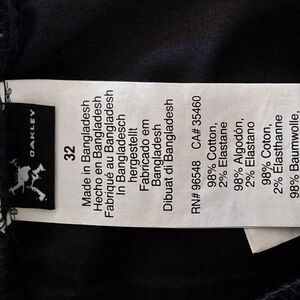 OAKLEY
32
Made in Bangladesh
Hecho en Bangladesh
Fabriqué au Bangladesh
In Bangladesch
hergestellt
Fabricado em
Bangladesh
Dibuat di Bangladesh
RN# 96548 CA# 35460
98% Cotton,
2% Elastane
98% Algodón,
2% Elastano
98% Coton,
2% Elasthanne
98% Baumwolle,